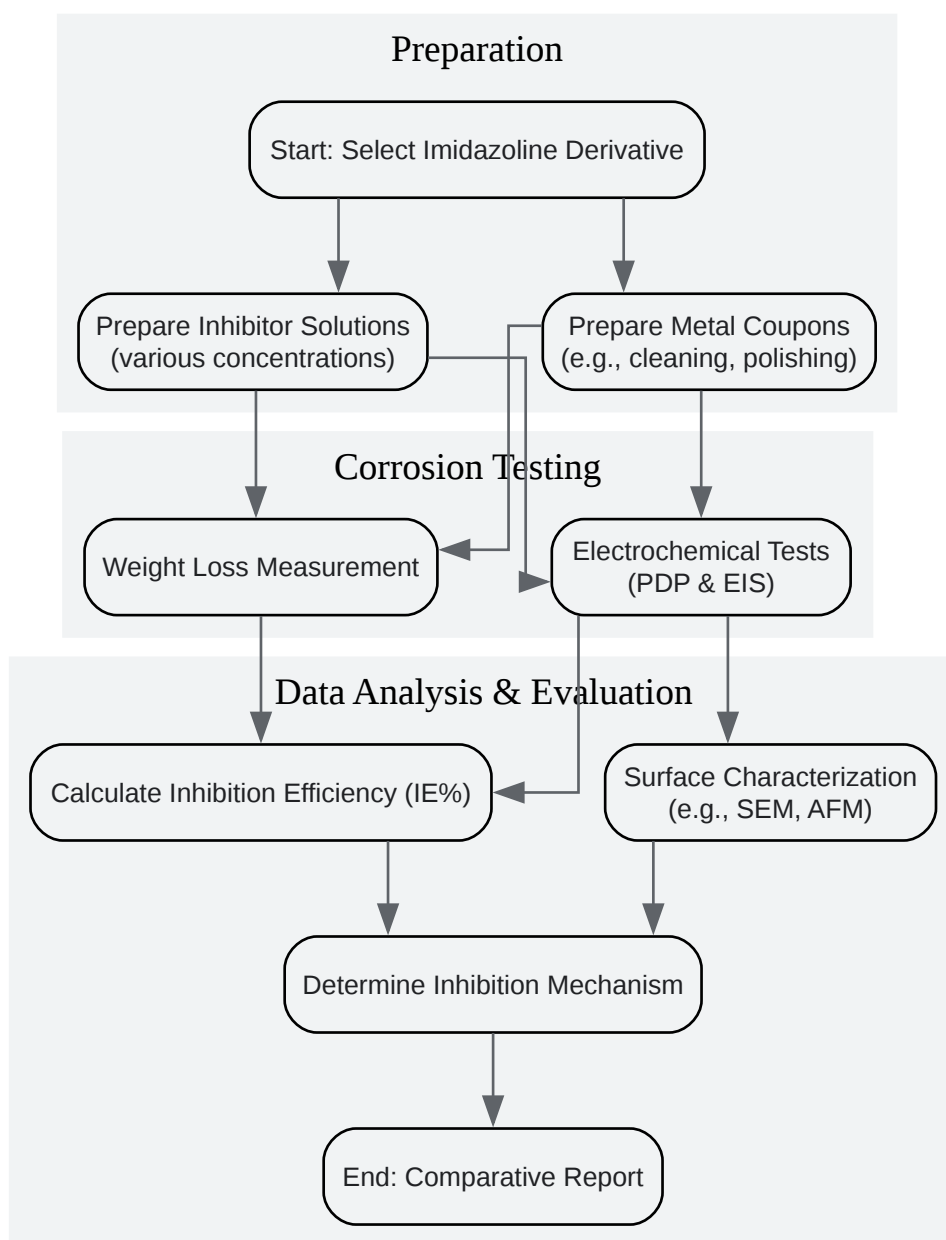 Preparation
Start: Select Imidazoline Derivative
Prepare Inhibitor Solutions
(various concentrations)
Prepare Metal Coupons
(e.g., cleaning, polishing)
Corrosion Testing
Weight Loss Measurement
Electrochemical Tests
(PDP & EIS)
Data Analysis & Evaluation
Calculate Inhibition Efficiency (IE%)
Surface Characterization
(e.g., SEM, AFM)
Determine Inhibition Mechanism
End: Comparative Report